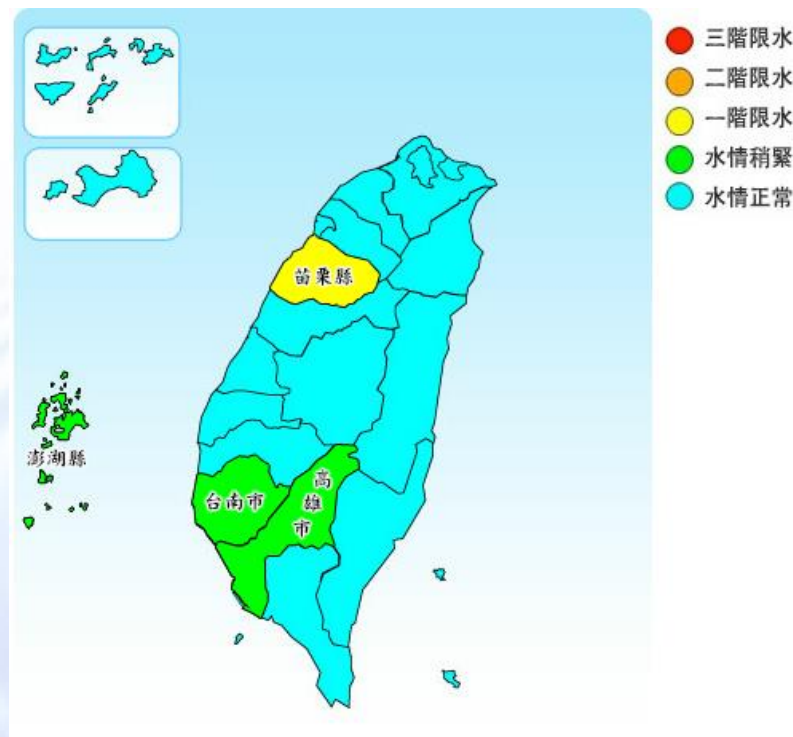 三階限水
二階限水
一階限水
水情稍緊
水情正常
苗栗縣
澎湖縣
台南市
高雄市